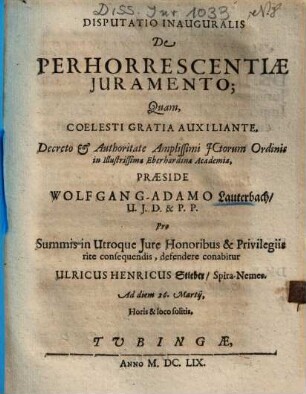 Diss. Jur 1033
DISPUTATIO INAUGURALIS
De
PERHORRESCENTIÆ
JURAMENTO;
Quam,
COELESTI GRATIA AUXILIANTE,
Decreto & Authoritate Amplissimi JCtorum Ordinis
in Illustrissima Eberhardina Academia,
PRÆSIDE
WOLFGANG-ADAMO Lauterbach/
U. J. D. & P. P.
Pro
Summis in Utroque Jure Honoribus & Privilegiis
rite consequendis, defendere conabitur
ULRICUS HENRICUS Stieber/ Spira-Nemes.
Ad diem 26. Martij,
Horis & loco solitis.
TUBINGÆ,
ANNO M. DC. LIX.